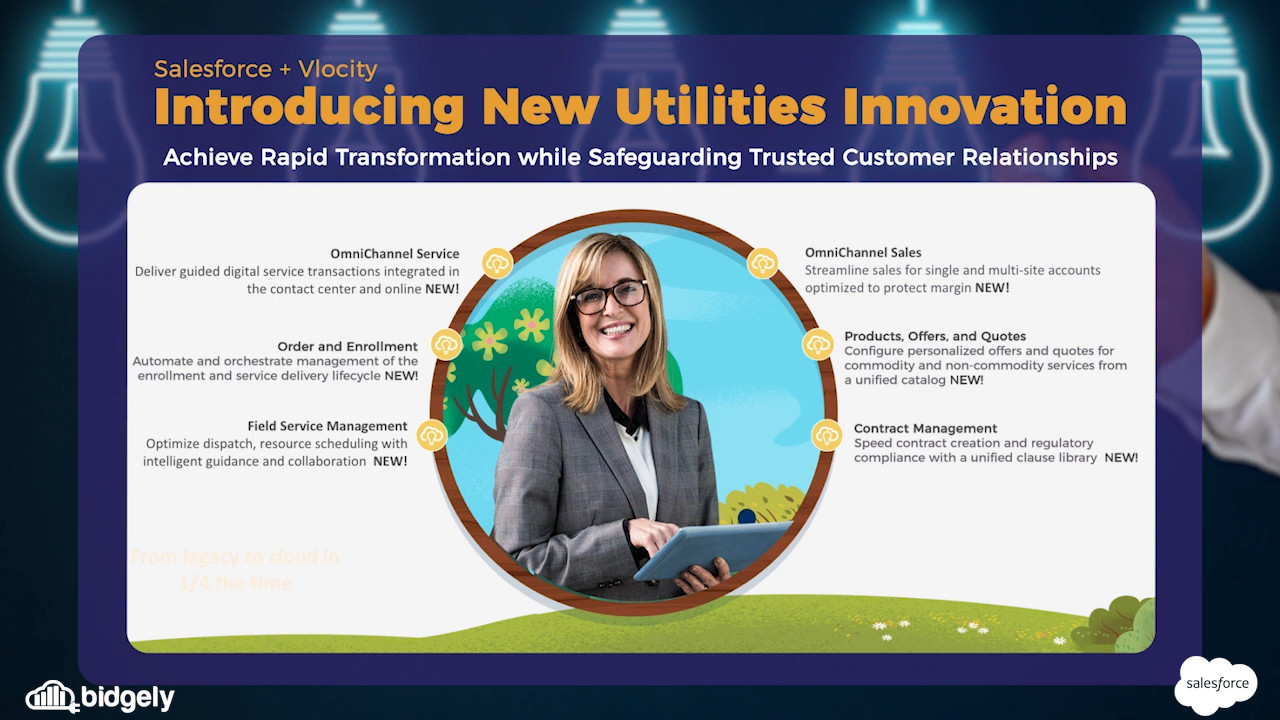 Salesforce + Vlocity
Introducing New Utilities Innovation
Achieve Rapid Transformation while Safeguarding Trusted Customer Relationships
OmniChannel Service
Deliver guided digital service transactions integrated in
the contact center and online NEW!
Order and Enrollment
Automate and orchestrate management of the
enrollment and service delivery lifecycle NEW!
Field Service Management
Optimize dispatch, resource scheduling with
intelligent guidance and collaboration NEW!
From legacy to cloud in
1/4 the time
OmniChannel Sales
Streamline sales for single and multi-site accounts
optimized to protect margin NEW!
Products, Offers, and Quotes
Configure personalized offers and quotes for
commodity and non-commodity services from
a unified catalog NEW!
Contract Management
Speed contract creation and regulatory
compliance with a unified clause library NEW!
bidgely
salesforce